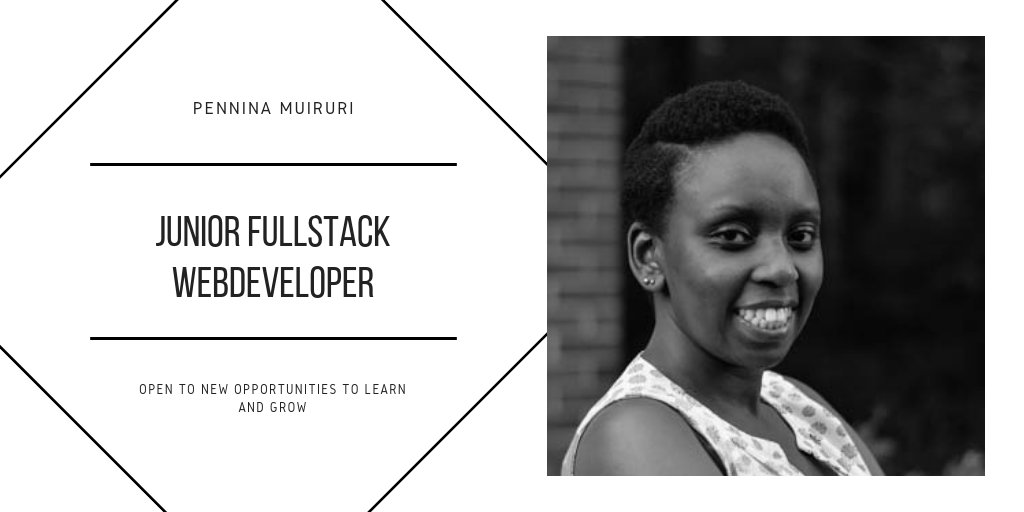 PENNINA MUIRURI
JUNIOR FULLSTACK
WEBDEVELOPER
OPEN TO NEW OPPORTUNITIES TO LEARN
AND GROW